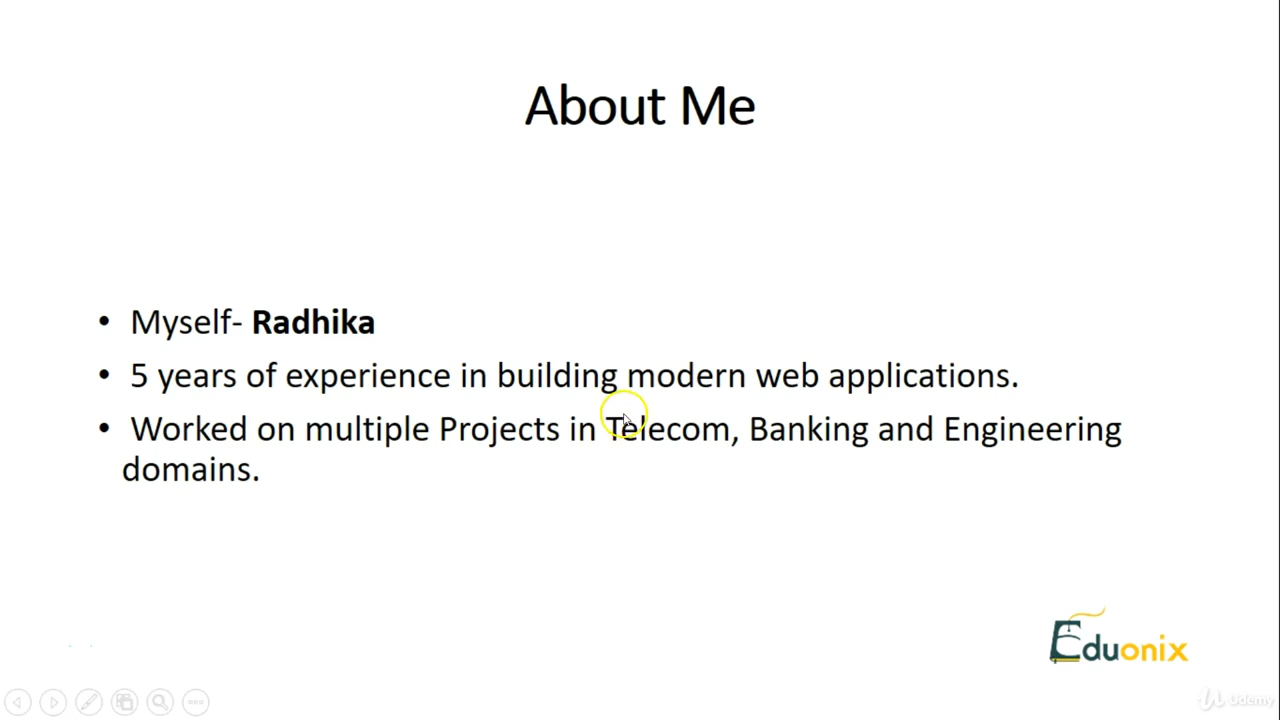 About Me
• Myself- Radhika
• 5 years of experience in building modern web applications.
• Worked on multiple Projects in Telecom, Banking and Engineering
domains.
Eduonix
Udemy